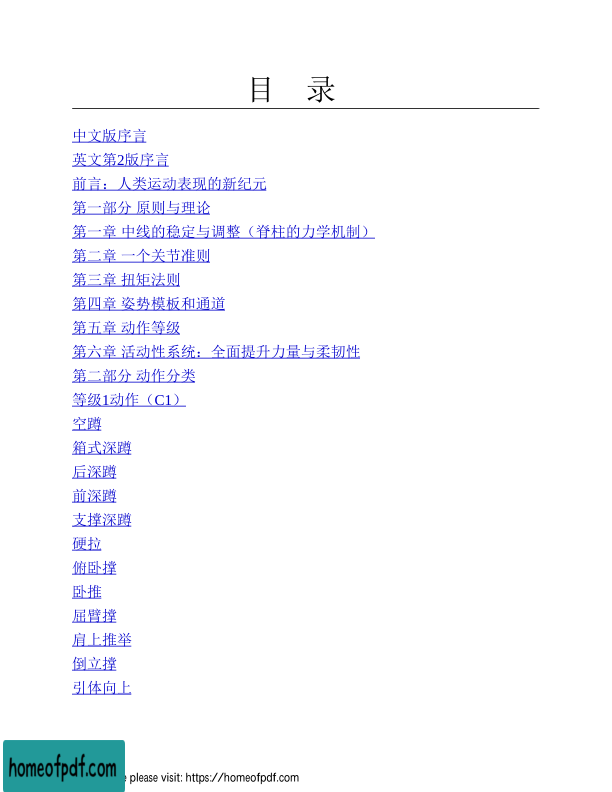 目 录
中文版序言
英文第2版序言
前言：人类运动表现的新纪元
第一部分 原则与理论
第一章 中线的稳定与调整（脊柱的力学机制）
第二章 一个关节准则
第三章 扭矩法则
第四章 姿势模板和通道
第五章 动作等级
第六章 活动性系统：全面提升力量与柔韧性
第二部分 动作分类
等级1动作（C1）
空蹲
箱式深蹲
后深蹲
前深蹲
支撑深蹲
硬拉
俯卧撑
卧推
屈臂撑
肩上推举
倒立撑
引体向上
homeofpdf.com
please visit: https://homeofpdf.com